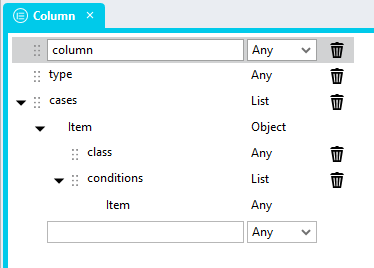 Column ×
column Any
type Any
cases List
Item Object
class Any
conditions List
Item Any
Any